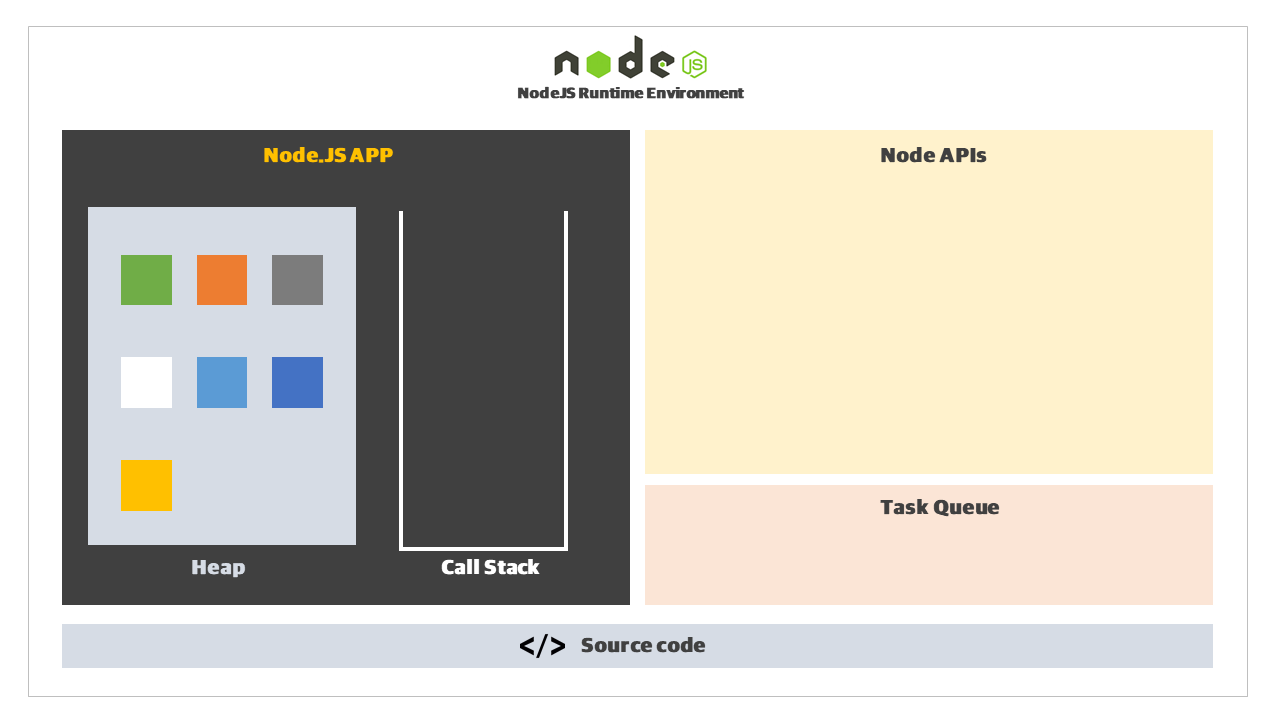 node JS
NodeJS Runtime Environment
Node.JS APP
Node APIs
Task Queue
Heap
Call Stack
</> Source code